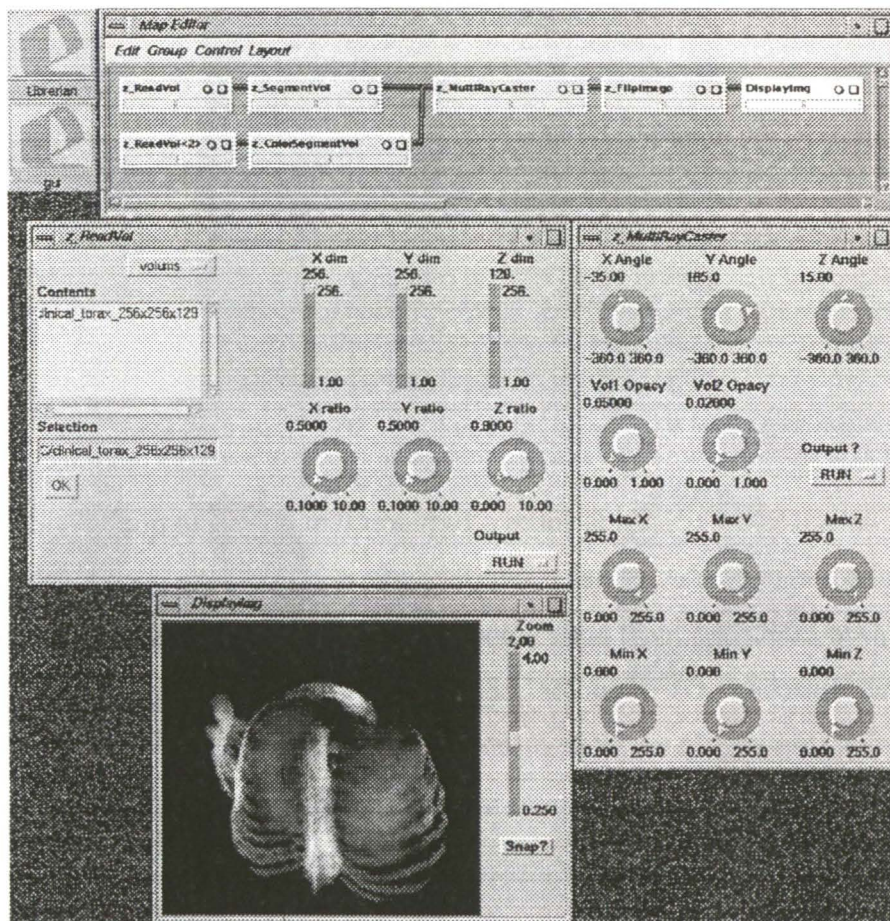 Map Editor
Edit Group Control Layout
Librarian
z_ReadVol
z_SegmentVol
z_MultiRayCaster
z_FlipImage
DisplayImg
z_ReadVol<2>
z_ColorSegmentVol
gui
z_ReadVol
volums
X dim
Y dim
Z dim
256.
256.
129.
Contents
256.
256.
256.
clinical_torax_256x256x129
1.00
1.00
1.00
X ratio
Y ratio
Z ratio
Selection
0.5000
0.5000
0.8000
C/clinical_torax_256x256x129
OK
0.1000 10.00
0.1000 10.00
0.000 10.00
Output
RUN
z_MultiRayCaster
X Angle
Y Angle
Z Angle
-35.00
185.0
15.00
-360.0 360.0
-360.0 360.0
-360.0 360.0
Vol1 Opacy
Vol2 Opacy
0.05000
0.02000
Output ?
RUN
0.000 1.000
0.000 1.000
Max X
Max Y
Max Z
255.0
255.0
255.0
0.000 255.0
0.000 255.0
0.000 255.0
Min X
Min Y
Min Z
0.000
0.000
0.000
0.000 255.0
0.000 255.0
0.000 255.0
DisplayImg
Zoom
2.00
4.00
0.250
Snap?